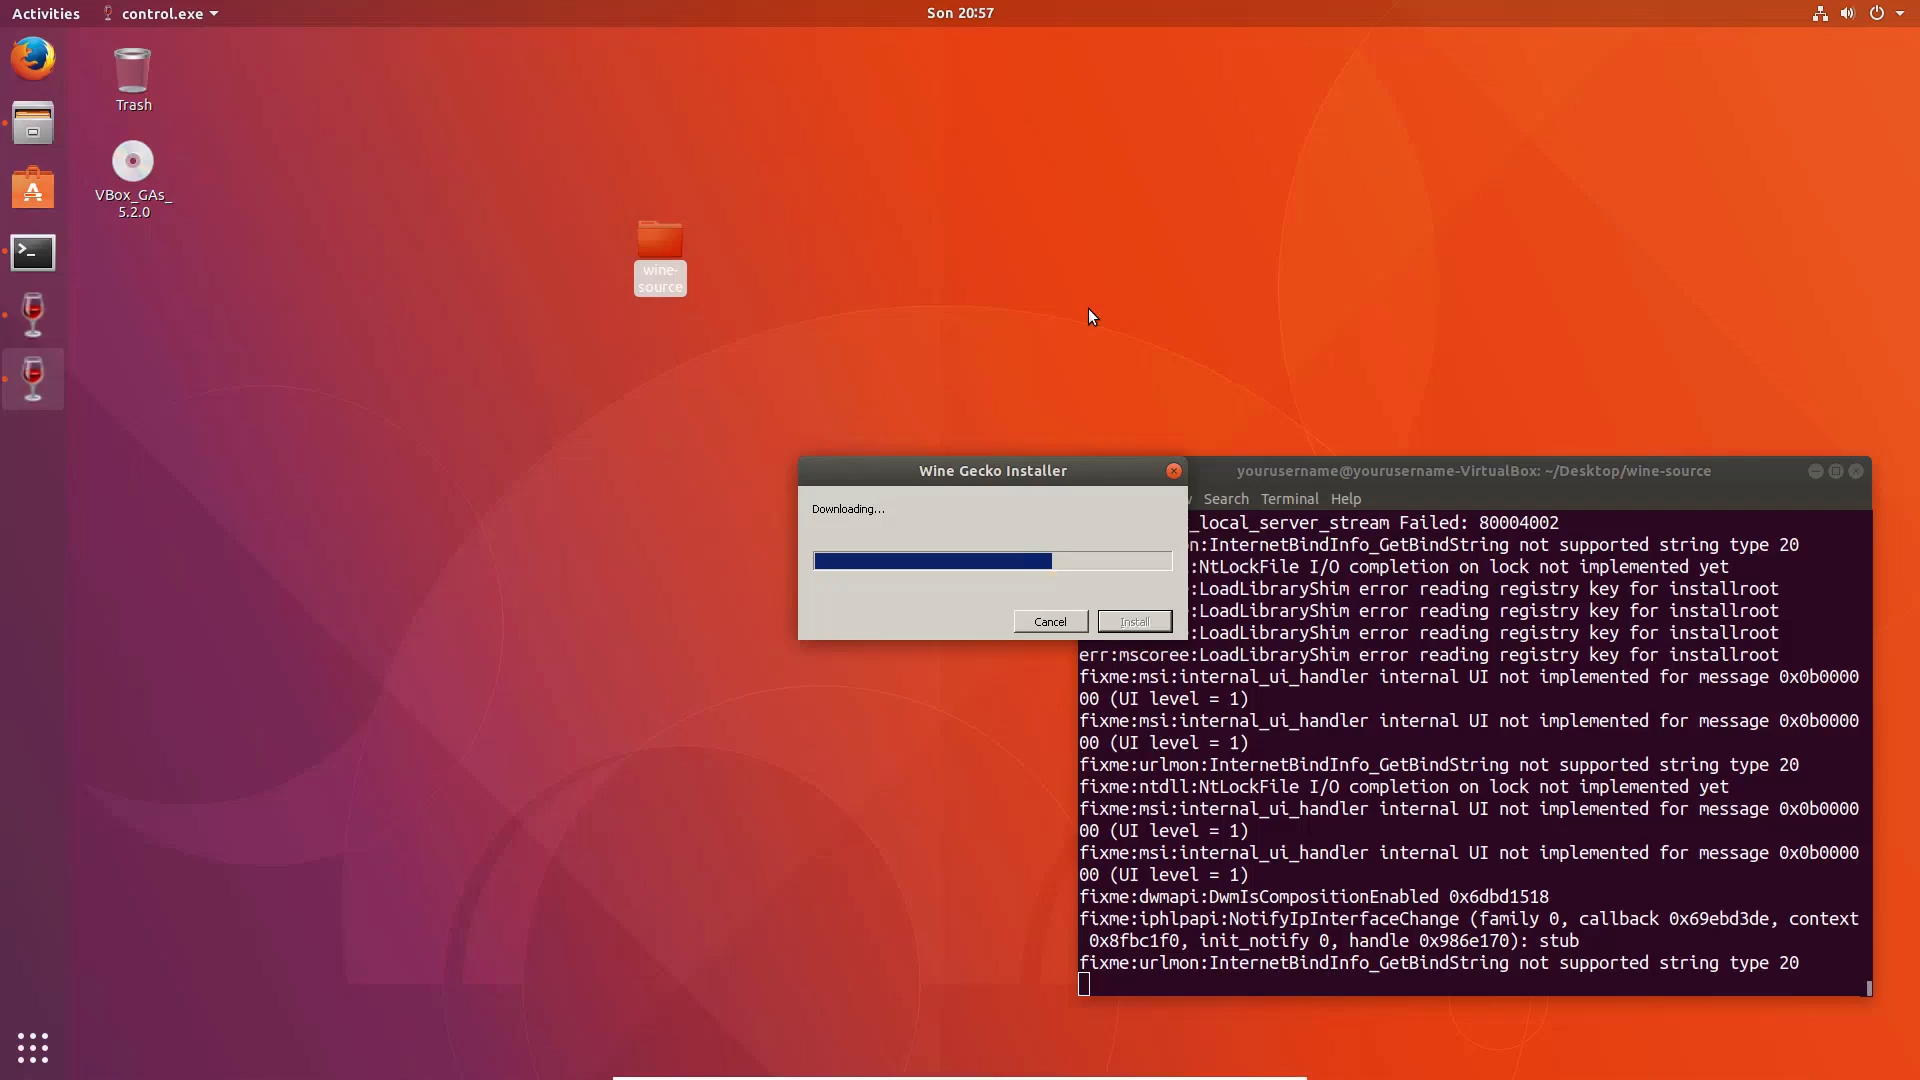 Activities
control.exe
Son 20:57
Trash
VBox_GAs_
5.2.0
wine-
source
Wine Gecko Installer
Downloading...
Cancel
Install
yourusername@yourusername-VirtualBox: ~/Desktop/wine-source
Search Terminal Help
_local_server_stream Failed: 80004002
:InternetBindInfo_GetBindString not supported string type 20
:NtLockFile I/O completion on lock not implemented yet
:LoadLibraryShim error reading registry key for installroot
:LoadLibraryShim error reading registry key for installroot
:LoadLibraryShim error reading registry key for installroot
err:mscoree:LoadLibraryShim error reading registry key for installroot
fixme:msi:internal_ui_handler internal UI not implemented for message 0x0b0000
00 (UI level = 1)
fixme:msi:internal_ui_handler internal UI not implemented for message 0x0b0000
00 (UI level = 1)
fixme:urlmon:InternetBindInfo_GetBindString not supported string type 20
fixme:ntdll:NtLockFile I/O completion on lock not implemented yet
fixme:msi:internal_ui_handler internal UI not implemented for message 0x0b0000
00 (UI level = 1)
fixme:msi:internal_ui_handler internal UI not implemented for message 0x0b0000
00 (UI level = 1)
fixme:dwmapi:DwmIsCompositionEnabled 0x6dbd1518
fixme:iphlpapi:NotifyIpInterfaceChange (family 0, callback 0x69ebd3de, context
0x8fbc1f0, init_notify 0, handle 0x986e170): stub
fixme:urlmon:InternetBindInfo_GetBindString not supported string type 20